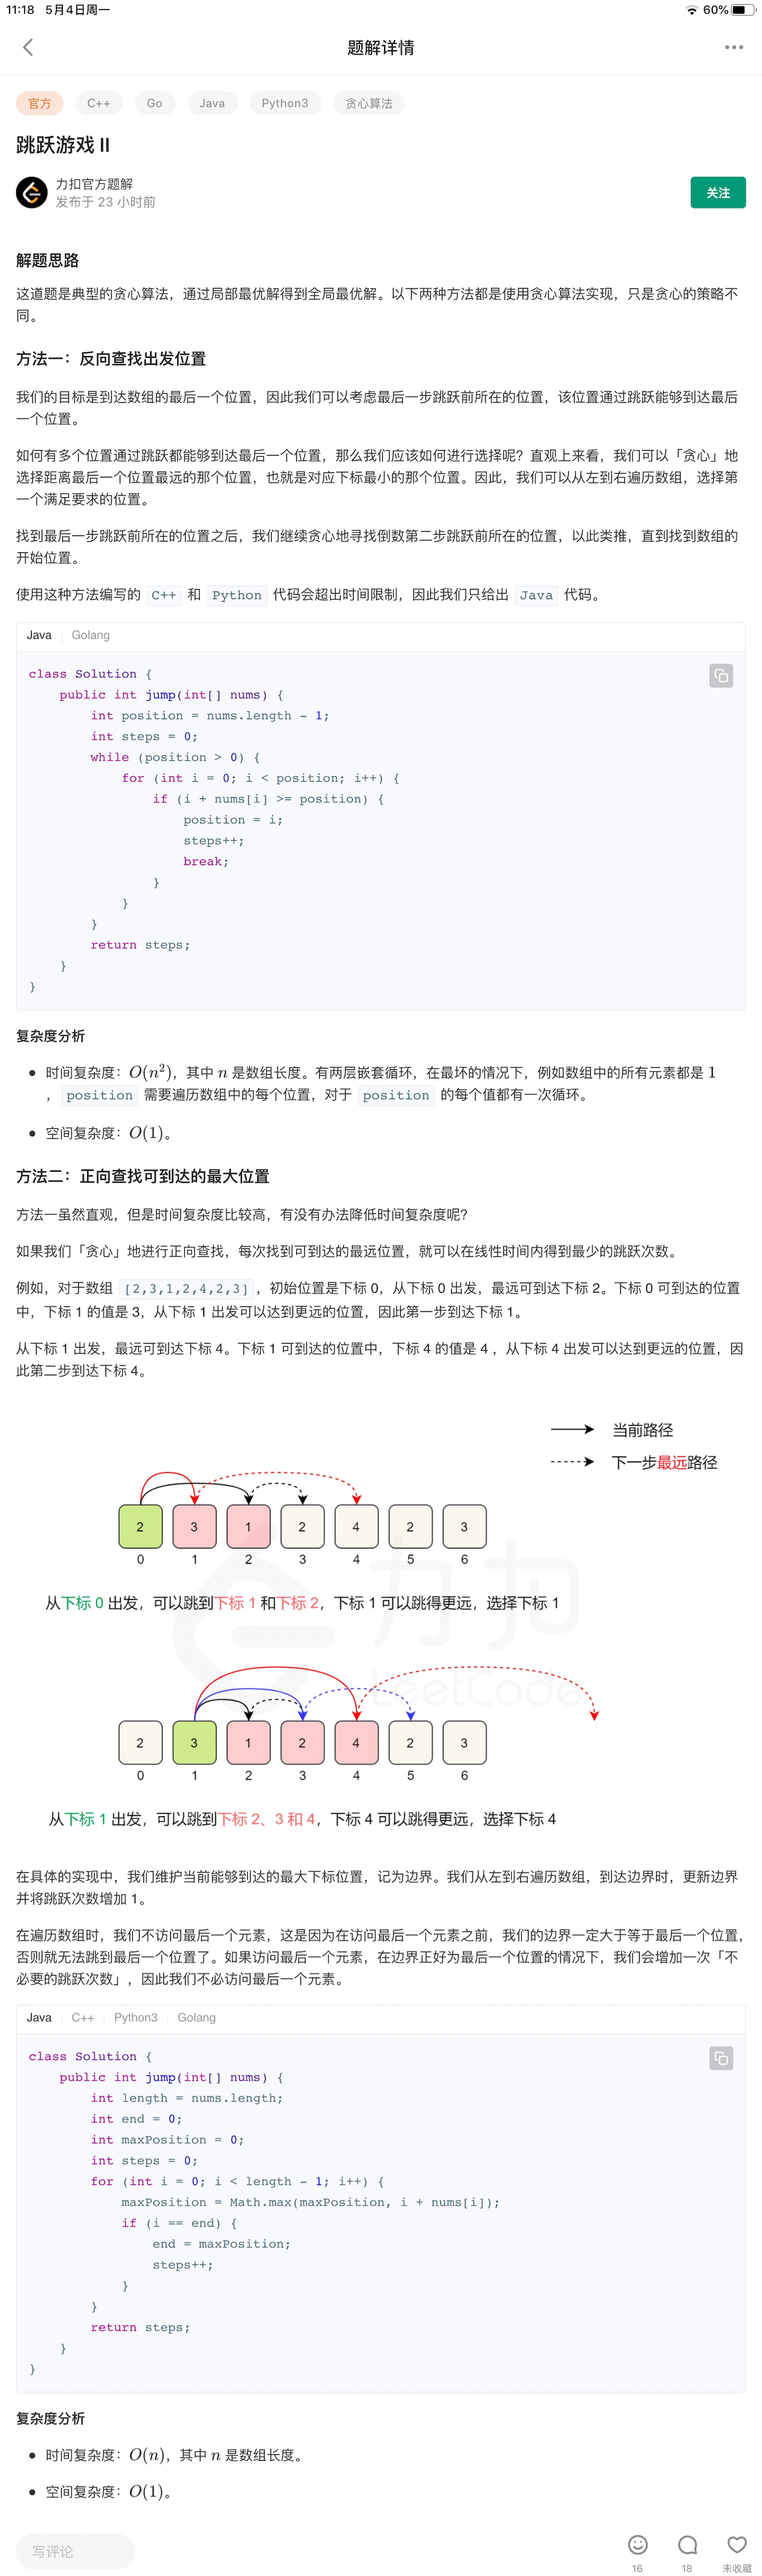 11:18 5月4日周一
60%
题解详情
官方 C++ Go Java Python3 贪心算法
跳跃游戏 II
力扣官方题解
发布于 23 小时前
关注
解题思路
这道题是典型的贪心算法，通过局部最优解得到全局最优解。以下两种方法都是使用贪心算法实现，只是贪心的策略不
同。
方法一：反向查找出发位置
我们的目标是到达数组的最后一个位置，因此我们可以考虑最后一步跳跃前所在的位置，该位置通过跳跃能够到达最后
一个位置。
如何有多个位置通过跳跃都能够到达最后一个位置，那么我们应该如何进行选择呢？直观上来看，我们可以「贪心」地
选择距离最后一个位置最远的那个位置，也就是对应下标最小的那个位置。因此，我们可以从左到右遍历数组，选择第
一个满足要求的位置。
找到最后一步跳跃前所在的位置之后，我们继续贪心地寻找倒数第二步跳跃前所在的位置，以此类推，直到找到数组的
开始位置。
使用这种方法编写的 C++ 和 Python 代码会超出时间限制，因此我们只给出 Java 代码。
Java Golang
class Solution {
    public int jump(int[] nums) {
        int position = nums.length - 1;
        int steps = 0;
        while (position > 0) {
            for (int i = 0; i < position; i++) {
                if (i + nums[i] >= position) {
                    position = i;
                    steps++;
                    break;
                }
            }
        }
        return steps;
    }
}
复杂度分析
• 时间复杂度：O(n²)，其中 n 是数组长度。有两层嵌套循环，在最坏的情况下，例如数组中的所有元素都是 1
，position 需要遍历数组中的每个位置，对于 position 的每个值都有一次循环。
• 空间复杂度：O(1)。
方法二：正向查找可到达的最大位置
方法一虽然直观，但是时间复杂度比较高，有没有办法降低时间复杂度呢？
如果我们「贪心」地进行正向查找，每次找到可到达的最远位置，就可以在线性时间内得到最少的跳跃次数。
例如，对于数组 [2,3,1,2,4,2,3]，初始位置是下标 0，从下标 0 出发，最远可到达下标 2。下标 0 可到达的位置
中，下标 1 的值是 3，从下标 1 出发可以达到更远的位置，因此第一步到达下标 1。
从下标 1 出发，最远可到达下标 4。下标 1 可到达的位置中，下标 4 的值是 4 ，从下标 4 出发可以达到更远的位置，因
此第二步到达下标 4。
当前路径
下一步最远路径
2 3 1 2 4 2 3
0 1 2 3 4 5 6
从下标 0 出发，可以跳到下标 1 和下标 2，下标 1 可以跳得更远，选择下标 1
力扣
LeetCode
2 3 1 2 4 2 3
0 1 2 3 4 5 6
从下标 1 出发，可以跳到下标 2、3 和 4，下标 4 可以跳得更远，选择下标 4
在具体的实现中，我们维护当前能够到达的最大下标位置，记为边界。我们从左到右遍历数组，到达边界时，更新边界
并将跳跃次数增加 1。
在遍历数组时，我们不访问最后一个元素，这是因为在访问最后一个元素之前，我们的边界一定大于等于最后一个位置，
否则就无法跳到最后一个位置了。如果访问最后一个元素，在边界正好为最后一个位置的情况下，我们会增加一次「不
必要的跳跃次数」，因此我们不必访问最后一个元素。
Java C++ Python3 Golang
class Solution {
    public int jump(int[] nums) {
        int length = nums.length;
        int end = 0;
        int maxPosition = 0;
        int steps = 0;
        for (int i = 0; i < length - 1; i++) {
            maxPosition = Math.max(maxPosition, i + nums[i]);
            if (i == end) {
                end = maxPosition;
                steps++;
            }
        }
        return steps;
    }
}
复杂度分析
• 时间复杂度：O(n)，其中 n 是数组长度。
• 空间复杂度：O(1)。
写评论
16 18 未收藏